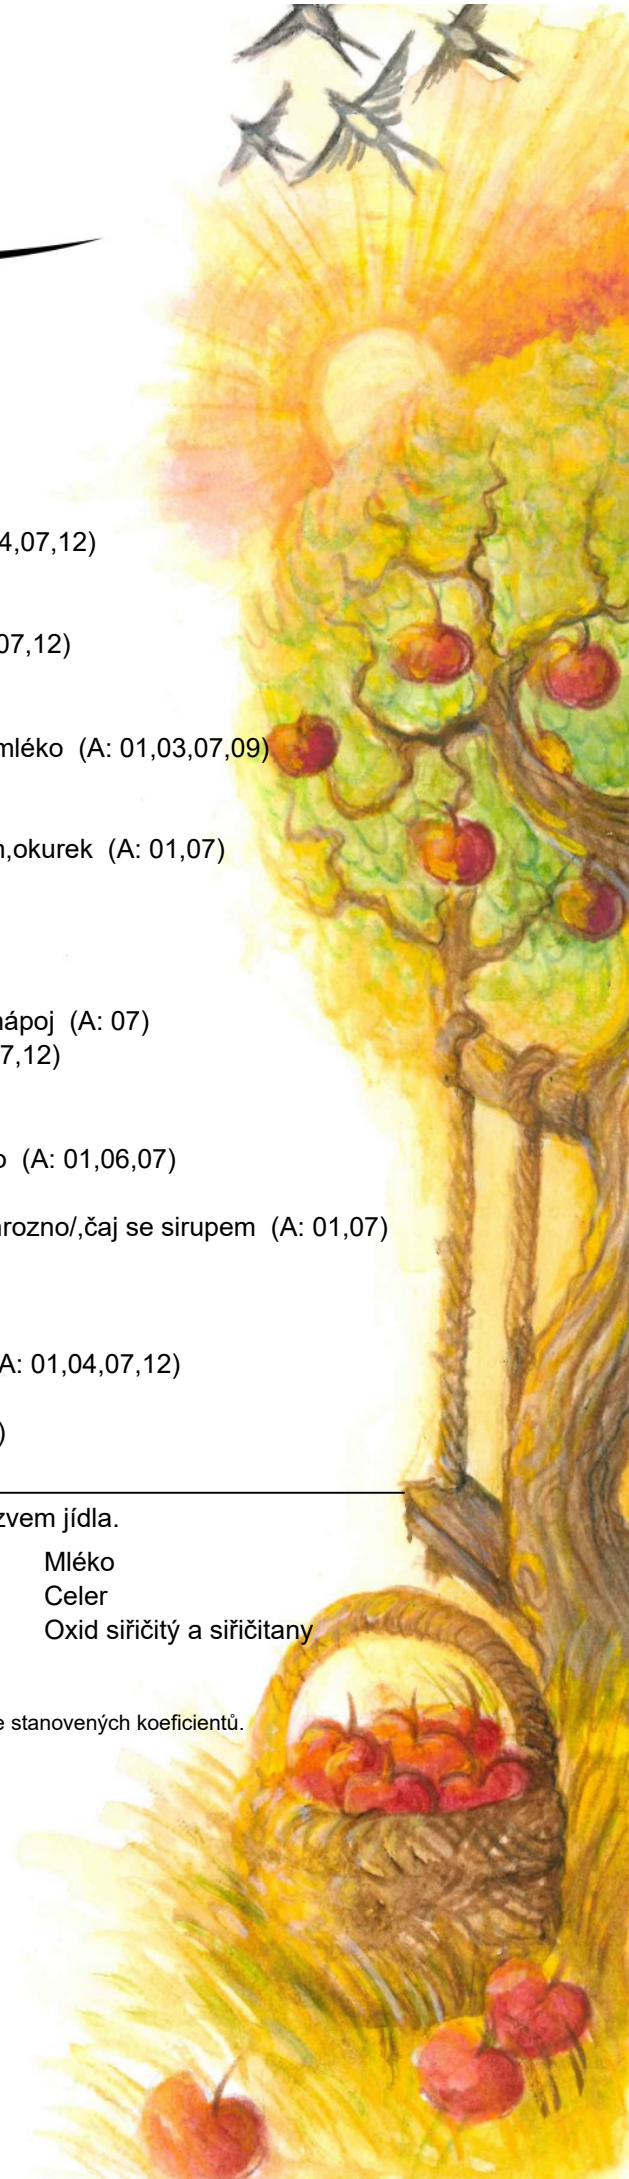 4,07,12)
07,12)
mléko (A: 01,03,07,09)
,okurek (A: 01,07)
nápoj (A: 07)
7,12)
(A: 01,06,07)
hrozno/,čaj se sirupem (A: 01,07)
A: 01,04,07,12)
)
zvem jídla.
Mléko
Celer
Oxid siřičitý a siřičitany
e stanovených koeficientů.